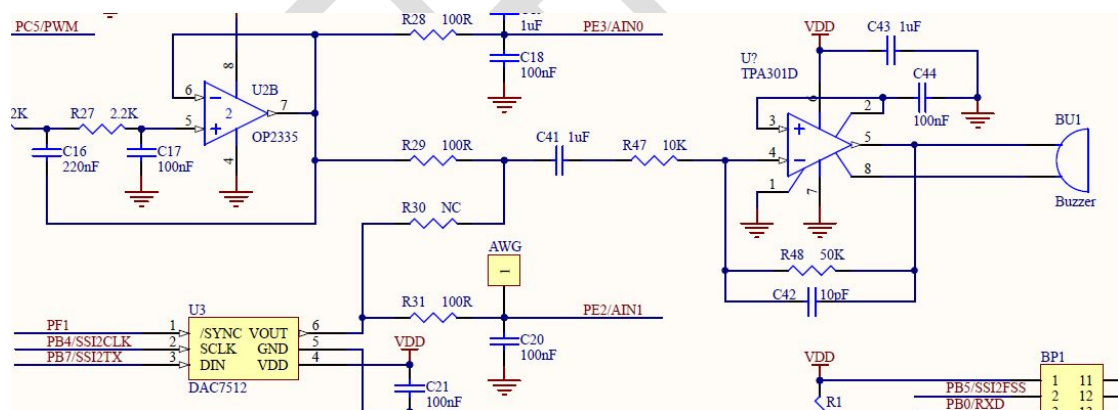 PC5/PWM
R28 100R
1uF
C18
100nF
PE3/AIN0
8
U2B
6
2
7
5
OP2335
4
2K
R27 2.2K
C16
220nF
C17
100nF
R29 100R
C41 1uF
R47 10K
R30 NC
AWG
1
R31 100R
PE2/AIN1
C20
100nF
VDD
C43 1uF
U?
TPA301D
C44
100nF
6
2
3
4
5
8
1
7
BU1
Buzzer
R48 50K
C42 10pF
U3
PF1 1 /SYNC VOUT 6
PB4/SSI2CLK 2 SCLK GND 5
PB7/SSI2TX 3 DIN VDD 4
DAC7512
VDD
C21
100nF
VDD
R1
BP1
1 11
PB5/SSI2FSS 2 12
PB0/RXD